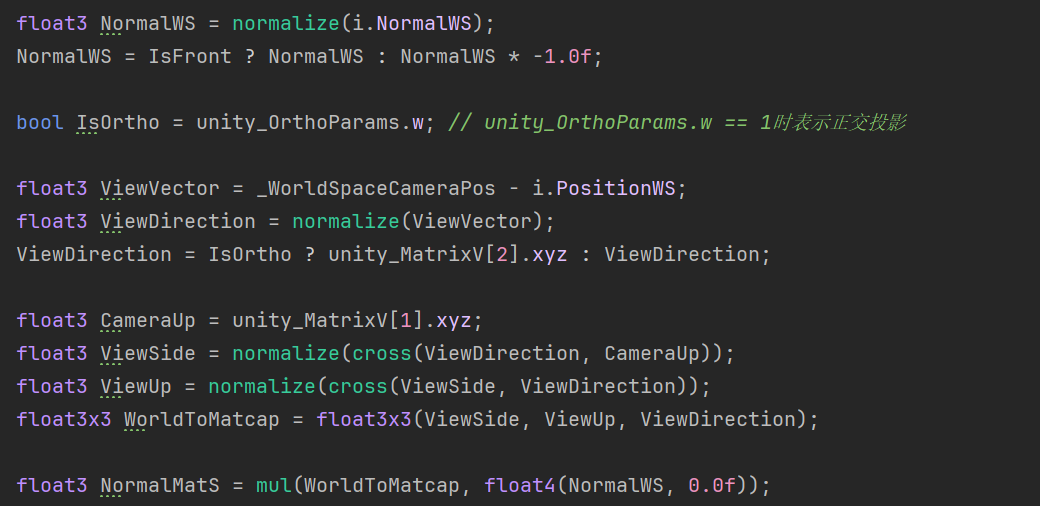 float3 NormalWS = normalize(i.NormalWS);
NormalWS = IsFront ? NormalWS : NormalWS * -1.0f;
bool IsOrtho = unity_OrthoParams.w; // unity_OrthoParams.w == 1时表示正交投影
float3 ViewVector = _WorldSpaceCameraPos - i.PositionWS;
float3 ViewDirection = normalize(ViewVector);
ViewDirection = IsOrtho ? unity_MatrixV[2].xyz : ViewDirection;
float3 CameraUp = unity_MatrixV[1].xyz;
float3 ViewSide = normalize(cross(ViewDirection, CameraUp));
float3 ViewUp = normalize(cross(ViewSide, ViewDirection));
float3x3 WorldToMatcap = float3x3(ViewSide, ViewUp, ViewDirection);
float3 NormalMatS = mul(WorldToMatcap, float4(NormalWS, 0.0f));